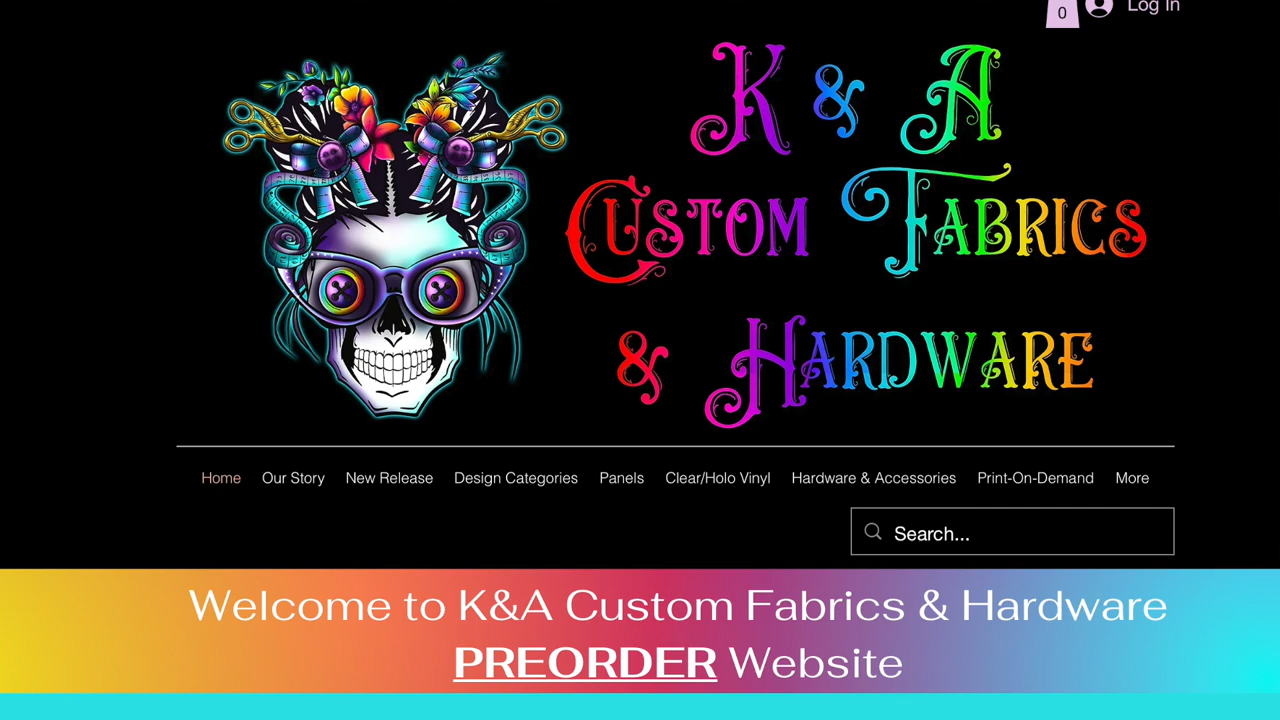 0
Log In
K & A
Custom Fabrics
& Hardware
Home Our Story New Release Design Categories Panels Clear/Holo Vinyl Hardware & Accessories Print-On-Demand More
Search...
Welcome to K&A Custom Fabrics & Hardware
PREORDER Website